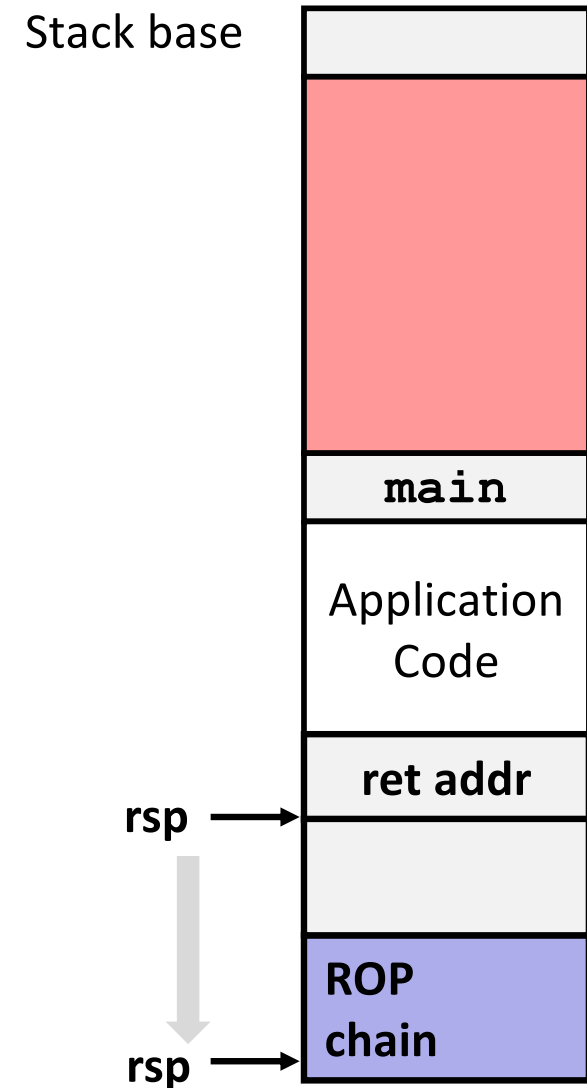 Stack base
main
Application
Code
ret addr
rsp
ROP
chain
rsp